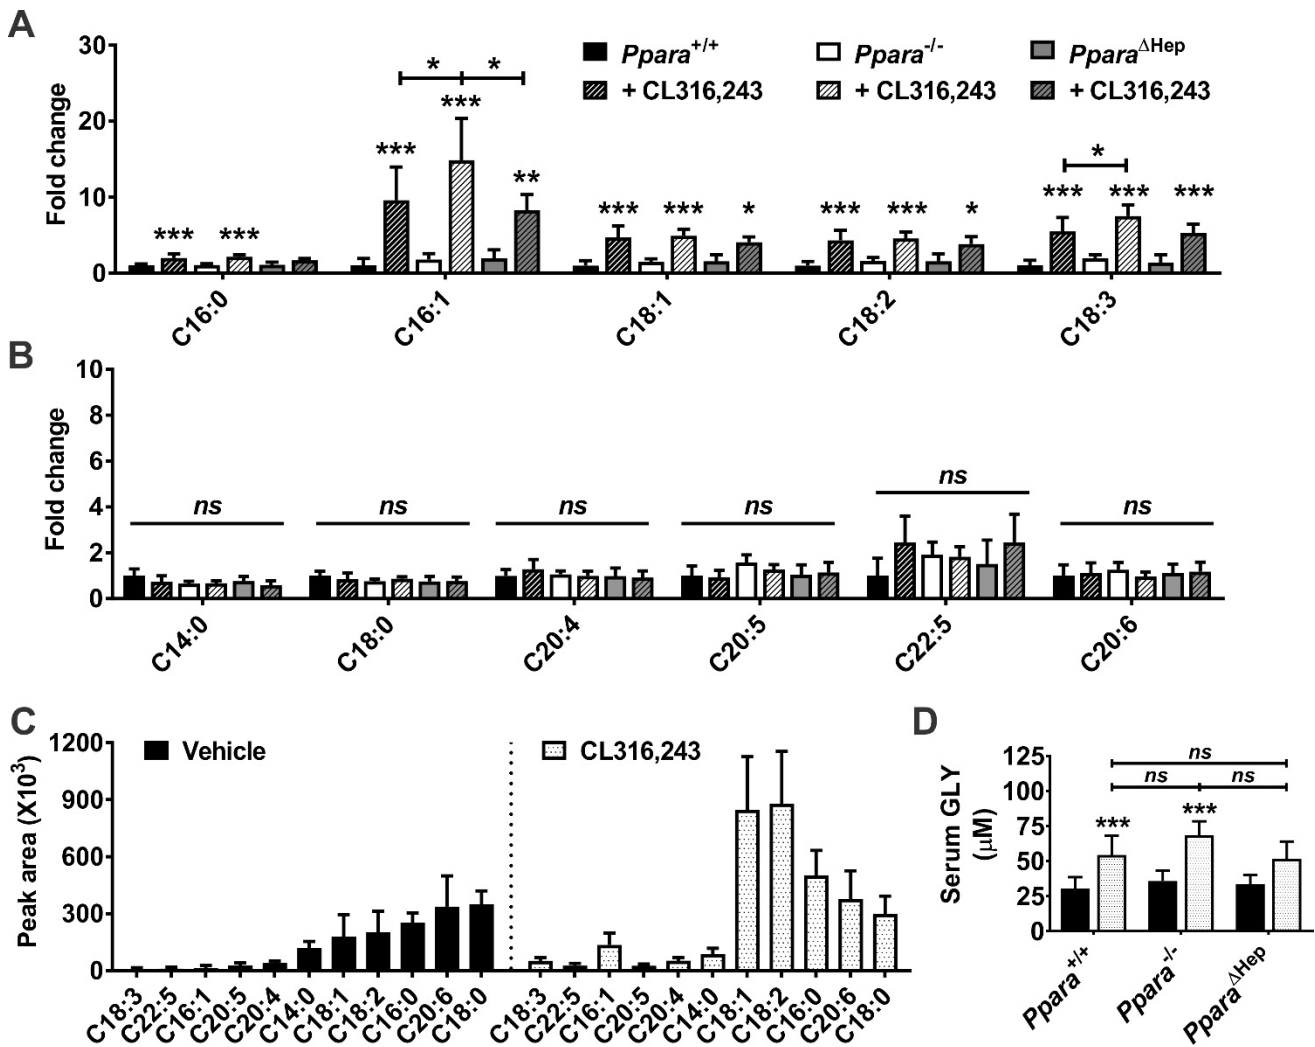 A
30
20
10
0
Fold change
Ppara+/+
Ppara-/-
PparaΔHep
+ CL316,243
+ CL316,243
+ CL316,243
* *
***
*** *** *** **
*** *** *
*** *** *
*
*** *** ***
C16:0 C16:1 C18:1 C18:2 C18:3
B
10
8
6
4
2
0
Fold change
ns ns ns ns ns ns
C14:0 C18:0 C20:4 C20:5 C22:5 C20:6
C
1200
900
600
300
0
Peak area (X10³)
Vehicle
CL316,243
C18:3 C22:5 C16:1 C20:5 C20:4 C14:0 C18:1 C18:2 C16:0 C20:6 C18:0
C18:3 C22:5 C16:1 C20:5 C20:4 C14:0 C18:1 C18:2 C16:0 C20:6 C18:0
D
125
100
75
50
25
0
Serum GLY
(μM)
ns
ns ns
*** ***
Ppara+/+ Ppara-/- PparaΔHep